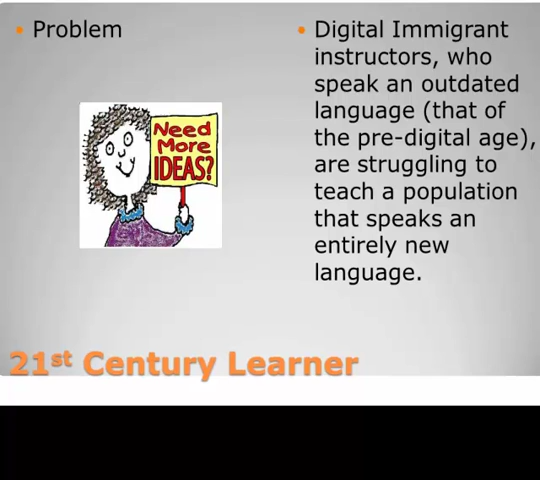 Problem
Need
More
IDEAS?
Digital Immigrant
instructors, who
speak an outdated
language (that of
the pre-digital age),
are struggling to
teach a population
that speaks an
entirely new
language.
21st Century Learner